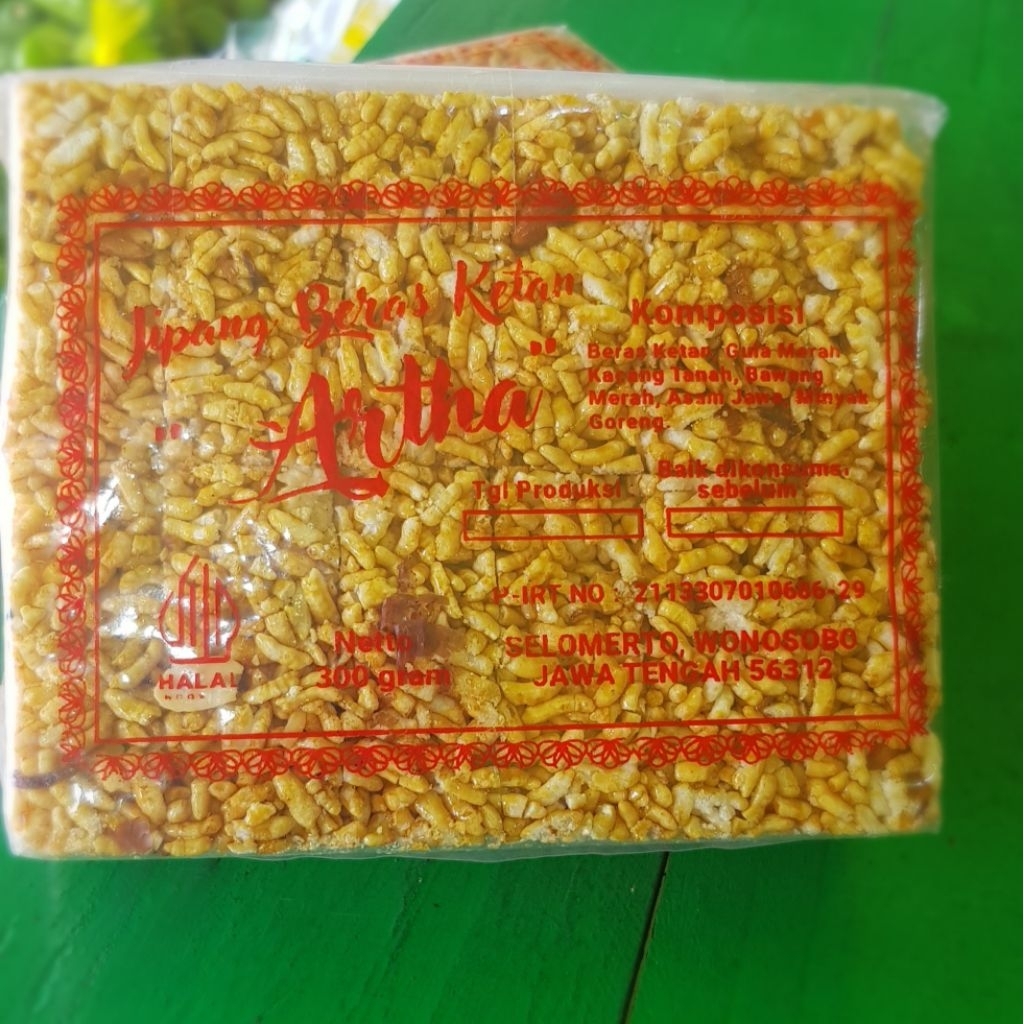 Jipang Beras Ketan
" Artha "
Komposisi
Beras Ketan, Gula Merah
Kacang Tanah, Bawang
Merah, Asam Jawa, Minyak
Goreng.
Tgl Produksi
Baik dikonsumsi
sebelum
P-IRT NO : 2113307010686-29
SELOMERTO, WONOSOBO
JAWA TENGAH 56312
Netto
300 gram
HALAL